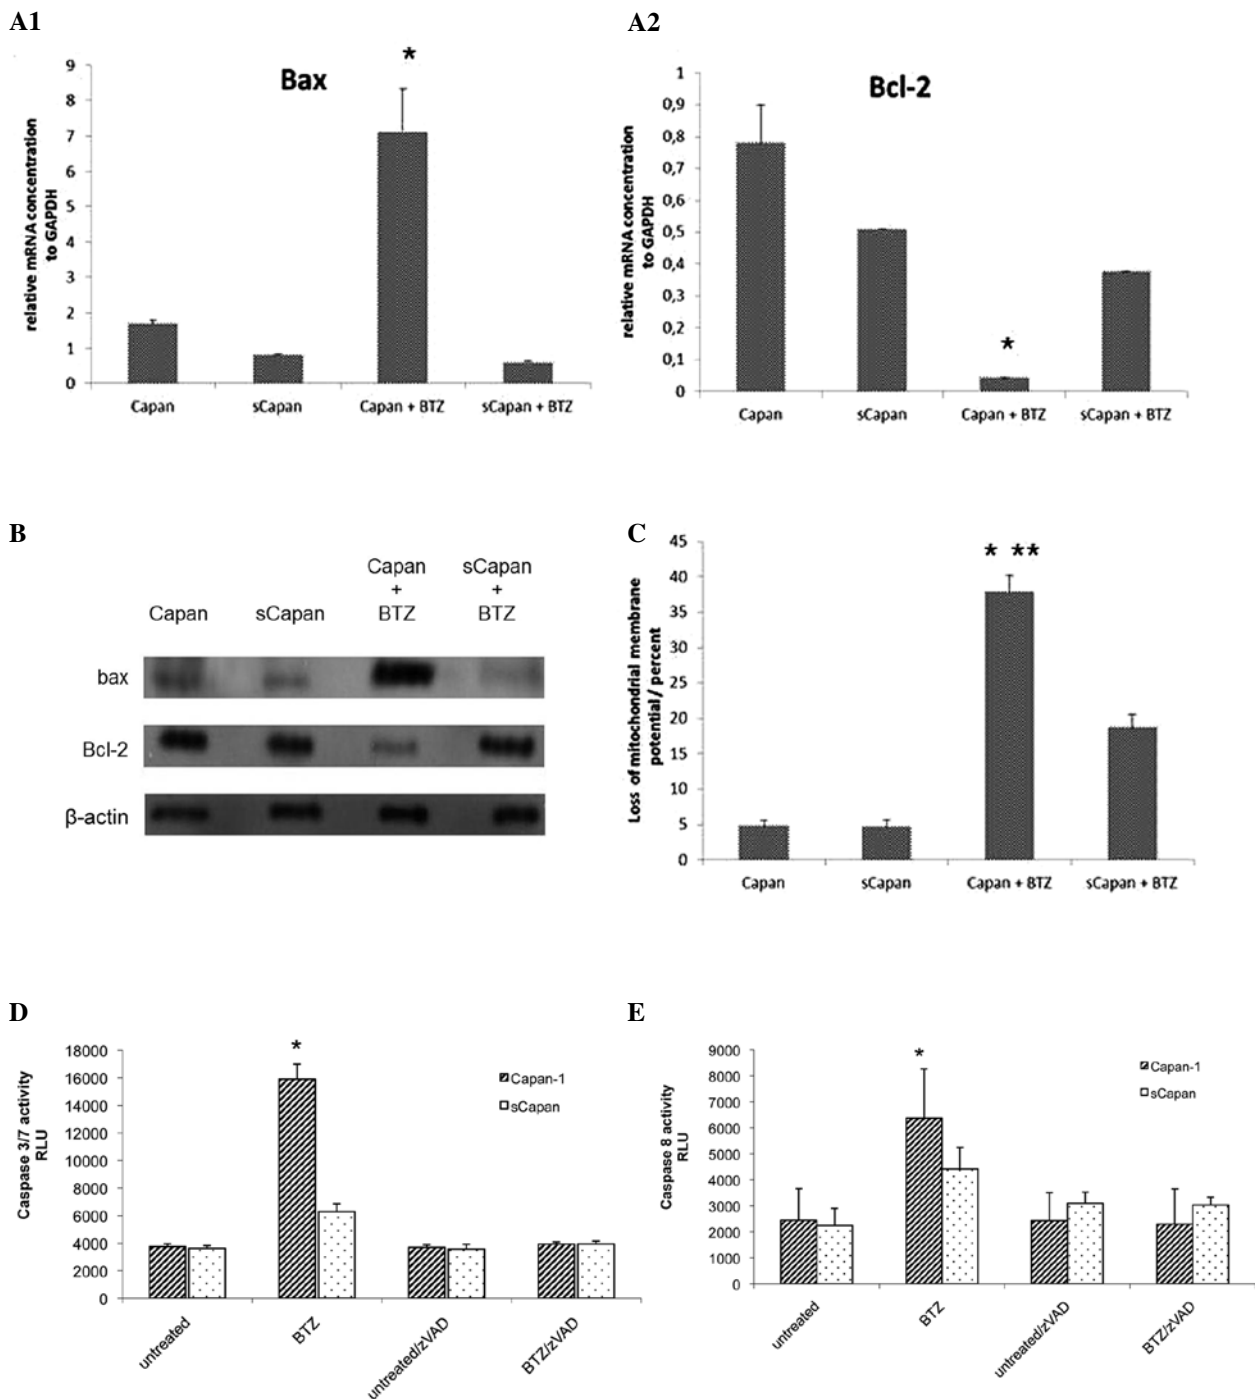 A1
Bax
*
9
8
7
6
5
4
3
2
1
0
relative mRNA concentration
to GAPDH
Capan
sCapan
Capan + BTZ
sCapan + BTZ
A2
Bcl-2
1
0,9
0,8
0,7
0,6
0,5
0,4
0,3
0,2
0,1
0
relative mRNA concentration
to GAPDH
*
Capan
sCapan
Capan + BTZ
sCapan + BTZ
B
Capan
sCapan
Capan
+
BTZ
sCapan
+
BTZ
bax
Bcl-2
β-actin
C
45
40
35
30
25
20
15
10
5
0
Loss of mitochondrial membrane
potential / percent
* **
Capan
sCapan
Capan + BTZ
sCapan + BTZ
D
18000
16000
14000
12000
10000
8000
6000
4000
2000
0
Caspase 3/7 activity
RLU
*
Capan-1
sCapan
untreated
BTZ
untreated/zVAD
BTZ/zVAD
E
9000
8000
7000
6000
5000
4000
3000
2000
1000
0
Caspase 8 activity
RLU
*
Capan-1
sCapan
untreated
BTZ
untreated/zVAD
BTZ/zVAD